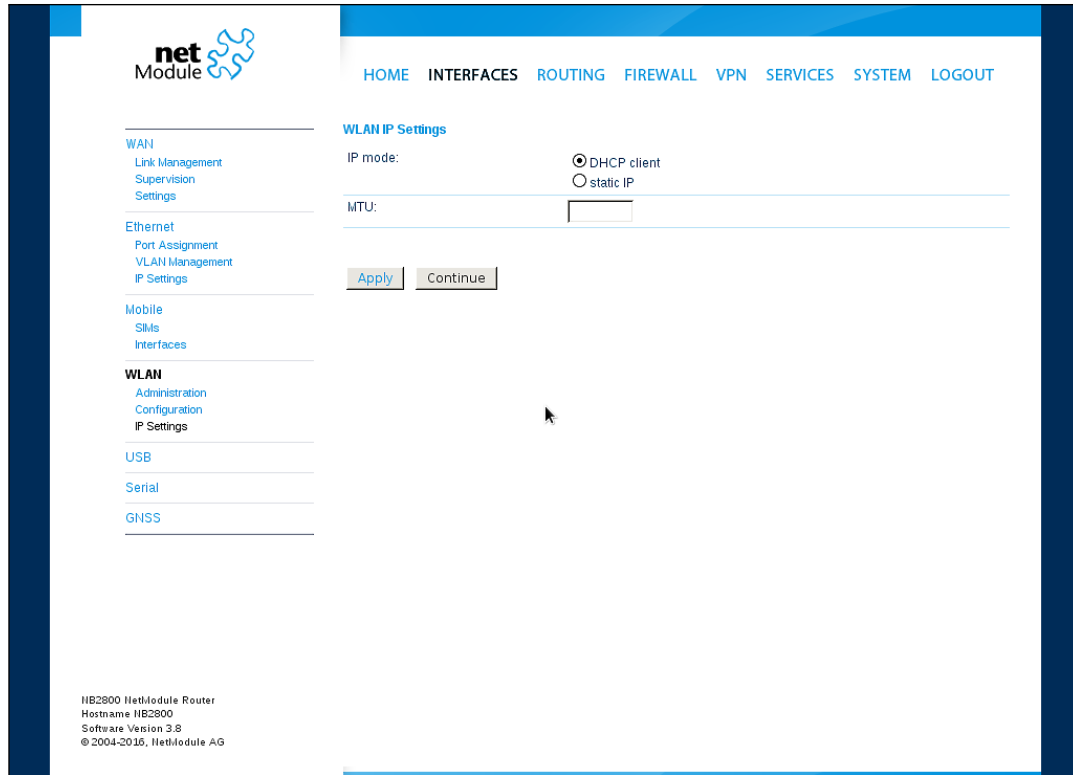 net
Module
HOME INTERFACES ROUTING FIREWALL VPN SERVICES SYSTEM LOGOUT
WAN
Link Management
Supervision
Settings
Ethernet
Port Assignment
VLAN Management
IP Settings
Mobile
SIMs
Interfaces
WLAN
Administration
Configuration
IP Settings
USB
Serial
GNSS
WLAN IP Settings
IP mode:
DHCP client
static IP
MTU:
Apply Continue
NB2800 NetModule Router
Hostname NB2800
Software Version 3.8
© 2004-2016, NetModule AG